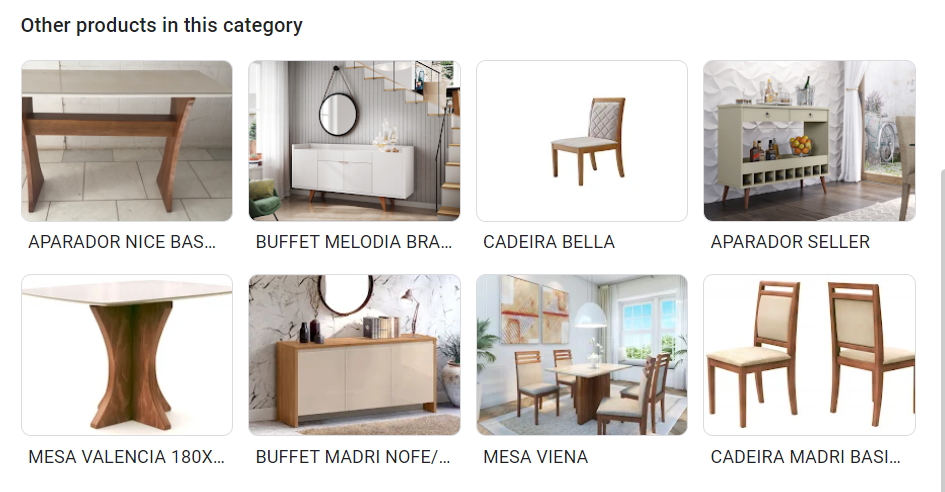 Other products in this category
APARADOR NICE BAS...
BUFFET MELODIA BRA...
CADEIRA BELLA
APARADOR SELLER
MESA VALENCIA 180X...
BUFFET MADRI NOFE/...
MESA VIENA
CADEIRA MADRI BASI...